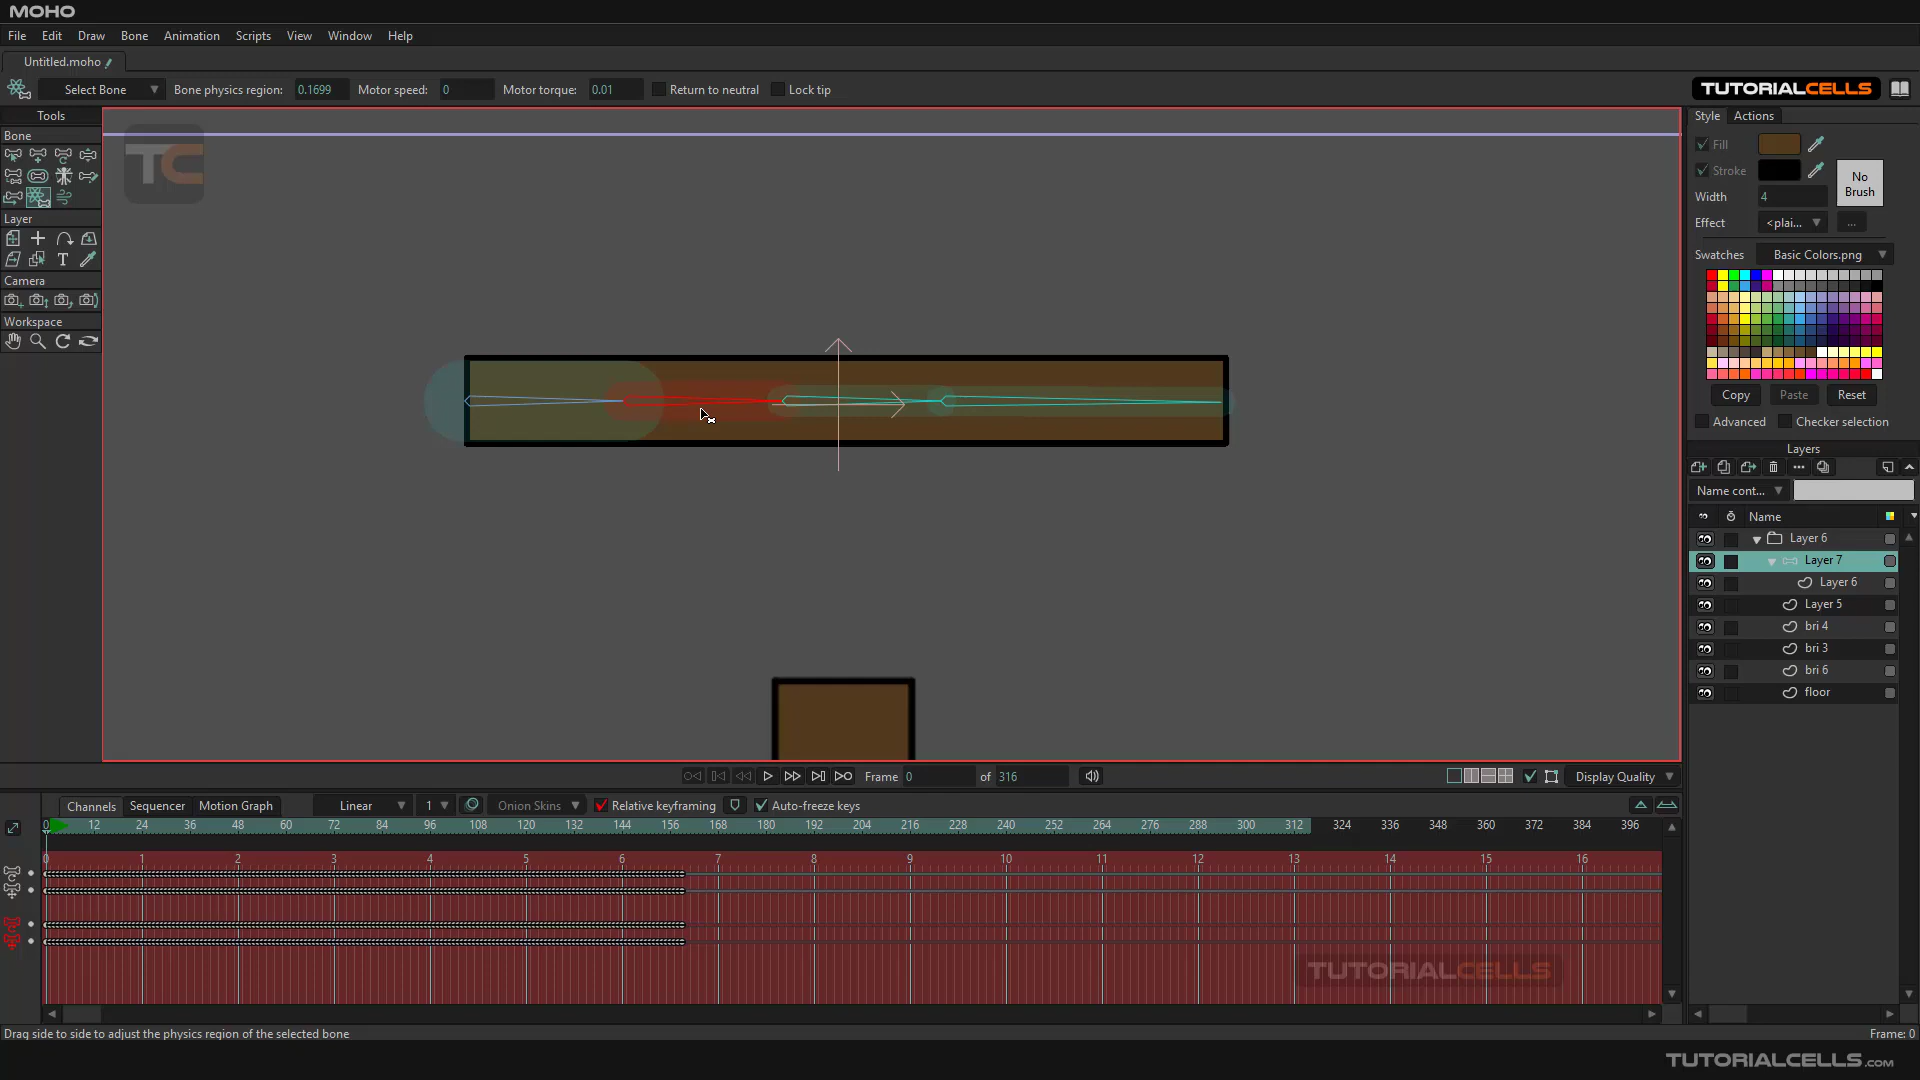 MOHO
File Edit Draw Bone Animation Scripts View Window Help
Untitled.moho
Select Bone Bone physics region: 0.1699 Motor speed: 0 Motor torque: 0.01 Return to neutral Lock tip
TUTORIALCELLS
Tools
Bone
Layer
T
Camera
Workspace
TC
Style Actions
Fill
Stroke
No Brush
Width 4
Effect <plai... ...
Swatches Basic Colors.png
Copy Paste Reset
Advanced Checker selection
Layers
Name cont...
Name
Layer 6
Layer 7
Layer 6
Layer 5
bri 4
bri 3
bri 6
floor
Frame 0 of 316
Display Quality
Channels Sequencer Motion Graph Linear 1 Onion Skins Relative keyframing Auto-freeze keys
0 12 24 36 48 60 72 84 96 108 120 132 144 156 168 180 192 204 216 228 240 252 264 276 288 300 312 324 336 348 360 372 384 396
0 1 2 3 4 5 6 7 8 9 10 11 12 13 14 15 16
TUTORIALCELLS
Drag side to side to adjust the physics region of the selected bone
Frame: 0
TUTORIALCELLS.COM